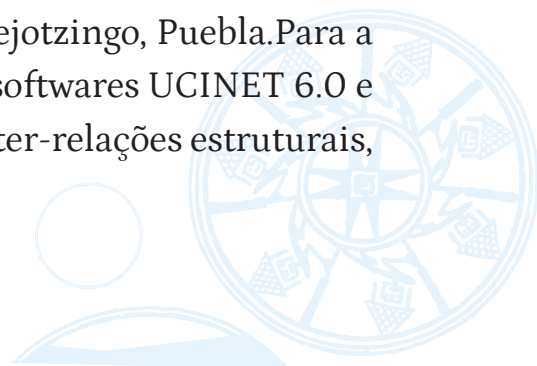 ejotzingo, Puebla.Para a
softwares UCINET 6.0 e
ter-relações estruturais,